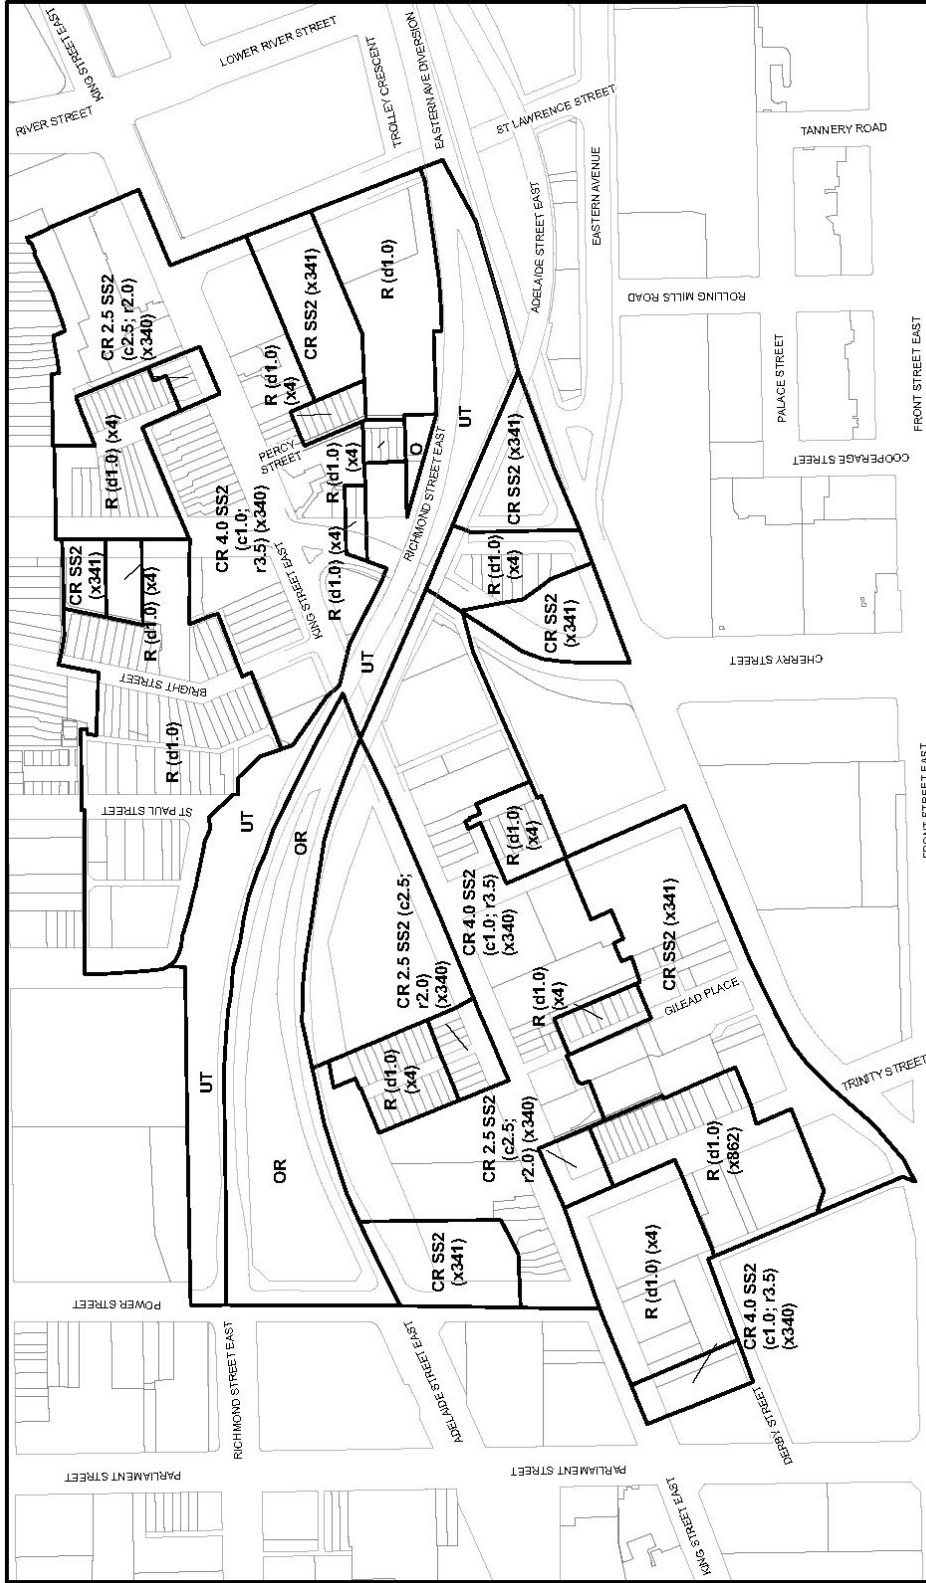 KING STREET EAST
LOWER RIVER STREET
RIVER STREET
TROLLEY CRESCENT
EASTERN AVE DIVERSION
ST LAWRENCE STREET
TANNERY ROAD
ADELAIDE STREET EAST
EASTERN AVENUE
ROLLING MILLS ROAD
PALACE STREET
FRONT STREET EAST
COOPERAGE STREET
CR 2.5 SS2
(c2.5; r2.0)
(x340)
CR SS2 (x341)
R (d1.0)
R (d1.0) (x4)
R (d1.0)
(x4)
PERCY
STREET
R (d1.0)
(x4)
O
UT
RICHMOND STREET EAST
CR SS2 (x341)
CR 4.0 SS2
(c1.0;
r3.5) (x340)
KING STREET EAST
R (d1.0) (x4)
R (d1.0)
(x4)
CR SS2
(x341)
CR SS2
(x341)
R (d1.0) (x4)
BRIGHT STREET
UT
CHERRY STREET
R (d1.0)
ST PAUL STREET
UT
OR
R (d1.0)
(x4)
FRONT STREET EAST
CR 2.5 SS2 (c2.5;
r2.0)
(x340)
CR 4.0 SS2
(c1.0; r3.5)
(x340)
CR SS2 (x341)
R (d1.0)
(x4)
GILEAD PLACE
UT
OR
R (d1.0)
(x4)
CR 2.5 SS2
(c2.5;
r2.0) (x340)
R (d1.0)
(x862)
TRINITY STREET
CR SS2
(x341)
R (d1.0) (x4)
CR 4.0 SS2
(c1.0; r3.5)
(x340)
POWER STREET
RICHMOND STREET EAST
ADELAIDE STREET EAST
DERBY STREET
PARLIAMENT STREET
PARLIAMENT STREET
KING STREET EAST